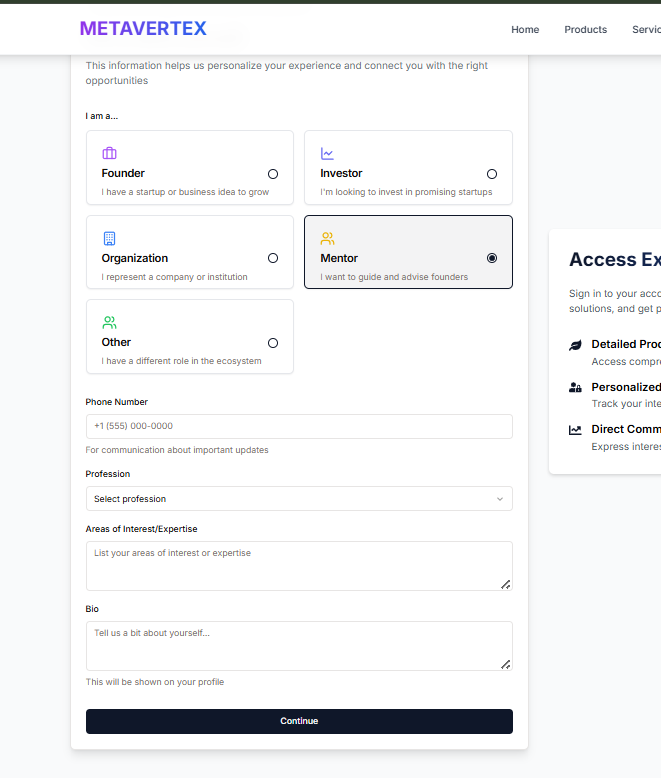 METAVERTEX
Home Products Servic
This information helps us personalize your experience and connect you with the right
opportunities
I am a...
Founder
I have a startup or business idea to grow
Investor
I'm looking to invest in promising startups
Organization
I represent a company or institution
Mentor
I want to guide and advise founders
Other
I have a different role in the ecosystem
Phone Number
+1 (555) 000-0000
For communication about important updates
Profession
Select profession
Areas of Interest/Expertise
List your areas of interest or expertise
Bio
Tell us a bit about yourself...
This will be shown on your profile
Continue
Access Ex
Sign in to your acco
solutions, and get p
Detailed Proc
Access compre
Personalized
Track your inte
Direct Comm
Express interes